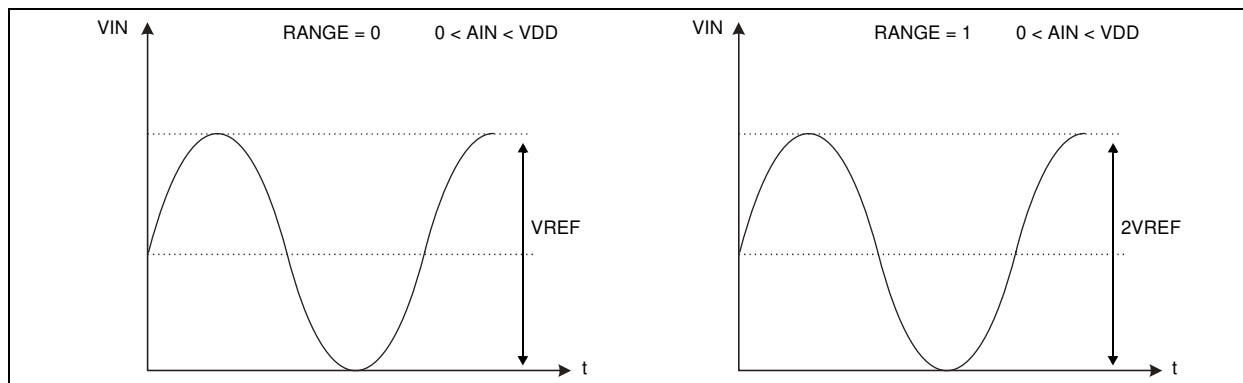 VIN
RANGE = 0 0 < AIN < VDD
VREF
t
VIN
RANGE = 1 0 < AIN < VDD
2VREF
t